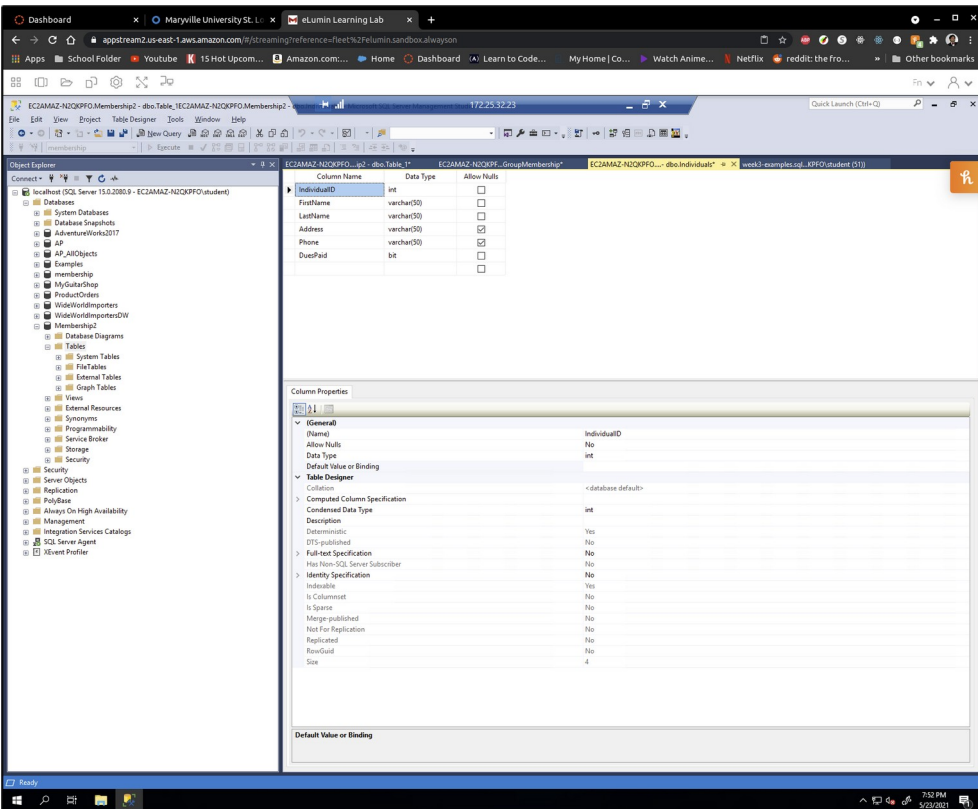 Dashboard
Maryville University St. Lo
eLumin Learning Lab
appstream2.us-east-1.aws.amazon.com/#/streaming?reference=fleet%2Felumin.sandbox.alwayson
Apps School Folder Youtube 15 Hot Upcom... Amazon.com:... Home Dashboard (A) Learn to Code... My Home | Co... Watch Anime... Netflix reddit: the fro... » Other bookmarks
Fn
EC2AMAZ-N2QKPFO.Membership2 - dbo.Table_1EC2AMAZ-N2QKPFO.Membership2 -
172.25.32.23
Quick Launch (Ctrl+Q)
File Edit View Project Table Designer Tools Window Help
New Query
membership
Execute
Object Explorer
Connect
localhost (SQL Server 15.0.2080.9 - EC2AMAZ-N2QKPFO\student)
Databases
System Databases
Database Snapshots
AdventureWorks2017
AP
AP_AllObjects
Examples
membership
MyGuitarShop
ProductOrders
WideWorldImporters
WideWorldImportersDW
Membership2
Database Diagrams
Tables
System Tables
FileTables
External Tables
Graph Tables
Views
External Resources
Synonyms
Programmability
Service Broker
Storage
Security
Security
Server Objects
Replication
PolyBase
Always On High Availability
Management
Integration Services Catalogs
SQL Server Agent
XEvent Profiler
EC2AMAZ-N2QKPFO....ip2 - dbo.Table_1* EC2AMAZ-N2QKPF...GroupMembership* EC2AMAZ-N2QKPFO....- dbo.Individuals* week3-examples.sql...KPFO\student (51))
Column Name Data Type Allow Nulls
IndividualID int
FirstName varchar(50)
LastName varchar(50)
Address varchar(50)
Phone varchar(50)
DuesPaid bit
Column Properties
(General)
(Name) IndividualID
Allow Nulls No
Data Type int
Default Value or Binding
Table Designer
Collation <database default>
Computed Column Specification
Condensed Data Type int
Description
Deterministic Yes
DTS-published No
Full-text Specification No
Has Non-SQL Server Subscriber No
Identity Specification No
Indexable Yes
Is Columnset No
Is Sparse No
Merge-published No
Not For Replication No
Replicated No
RowGuid No
Size 4
Default Value or Binding
Ready
7:52 PM
5/23/2021